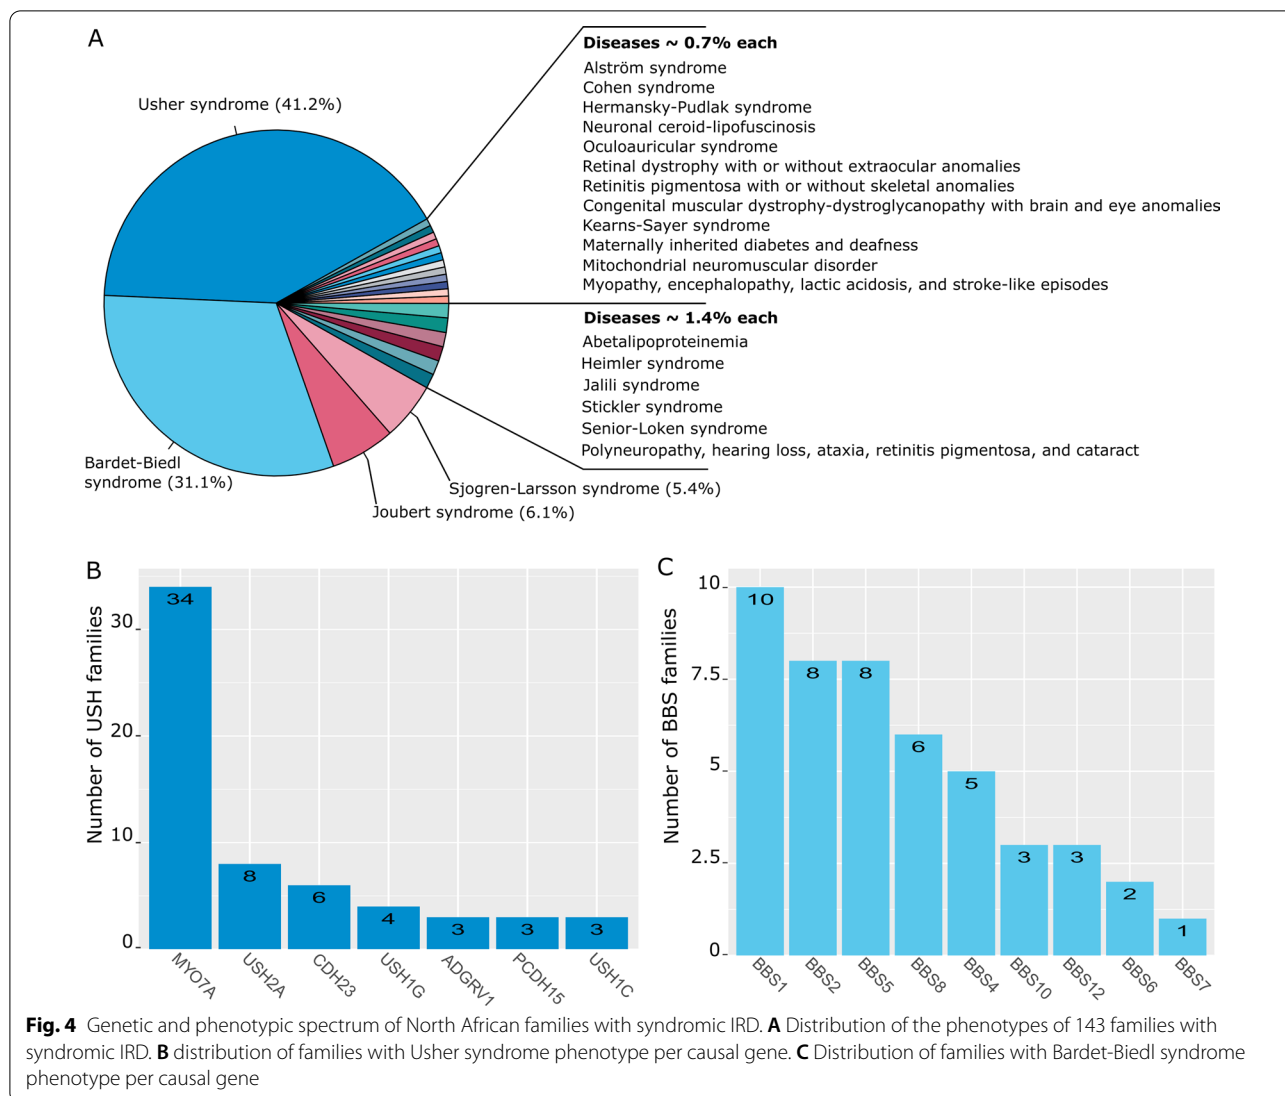 A
Usher syndrome (41.2%)
Bardet-Biedl
syndrome (31.1%)
Joubert syndrome (6.1%)
Sjogren-Larsson syndrome (5.4%)
Diseases ~ 0.7% each
Alström syndrome
Cohen syndrome
Hermansky-Pudlak syndrome
Neuronal ceroid-lipofuscinosis
Oculoauricular syndrome
Retinal dystrophy with or without extraocular anomalies
Retinitis pigmentosa with or without skeletal anomalies
Congenital muscular dystrophy-dystroglycanopathy with brain and eye anomalies
Kearns-Sayer syndrome
Maternally inherited diabetes and deafness
Mitochondrial neuromuscular disorder
Myopathy, encephalopathy, lactic acidosis, and stroke-like episodes
Diseases ~ 1.4% each
Abetalipoproteinemia
Heimler syndrome
Jalili syndrome
Stickler syndrome
Senior-Loken syndrome
Polyneuropathy, hearing loss, ataxia, retinitis pigmentosa, and cataract
B
Number of USH families
30
20
10
0
34
8
6
4
3
3
3
MYO7A
USH2A
CDH23
USH1G
ADGRV1
PCDH15
USH1C
C
Number of BBS families
10
7.5
5
2.5
0
10
8
8
6
5
3
3
2
1
BBS1
BBS2
BBS5
BBS8
BBS4
BBS10
BBS12
BBS6
BBS7
Fig. 4 Genetic and phenotypic spectrum of North African families with syndromic IRD. A Distribution of the phenotypes of 143 families with
syndromic IRD. B distribution of families with Usher syndrome phenotype per causal gene. C Distribution of families with Bardet-Biedl syndrome
phenotype per causal gene